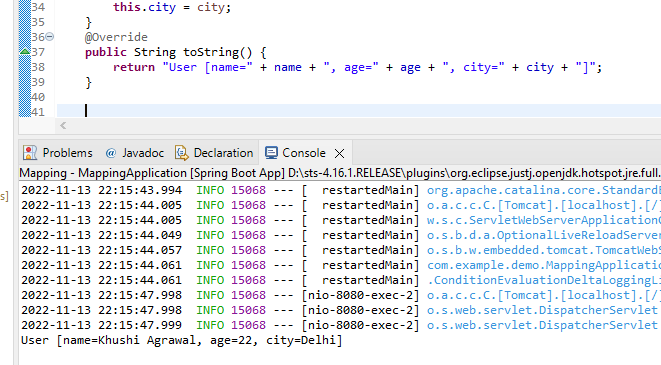 34 this.city = city;
35 }
36 @Override
37 public String toString() {
38 return "User [name=" + name + ", age=" + age + ", city=" + city + "]";
39 }
40
41
Problems @ Javadoc Declaration Console
Mapping - MappingApplication [Spring Boot App] D:\sts-4.16.1.RELEASE\plugins\org.eclipse.justj.openjdk.hotspot.jre.full.
s] 2022-11-13 22:15:43.994 INFO 15068 --- [ restartedMain] org.apache.catalina.core.StandardE
2022-11-13 22:15:44.005 INFO 15068 --- [ restartedMain] o.a.c.c.C.[Tomcat].[localhost].[/]
2022-11-13 22:15:44.005 INFO 15068 --- [ restartedMain] w.s.c.ServletWebServerApplicationC
2022-11-13 22:15:44.049 INFO 15068 --- [ restartedMain] o.s.b.d.a.OptionalLiveReloadServer
2022-11-13 22:15:44.057 INFO 15068 --- [ restartedMain] o.s.b.w.embedded.tomcat.TomcatWebS
2022-11-13 22:15:44.061 INFO 15068 --- [ restartedMain] com.example.demo.MappingApplicatio
2022-11-13 22:15:44.061 INFO 15068 --- [ restartedMain] .ConditionEvaluationDeltaLoggingLi
2022-11-13 22:15:47.998 INFO 15068 --- [nio-8080-exec-2] o.a.c.c.C.[Tomcat].[localhost].[/]
2022-11-13 22:15:47.998 INFO 15068 --- [nio-8080-exec-2] o.s.web.servlet.DispatcherServlet
2022-11-13 22:15:47.999 INFO 15068 --- [nio-8080-exec-2] o.s.web.servlet.DispatcherServlet
User [name=Khushi Agrawal, age=22, city=Delhi]